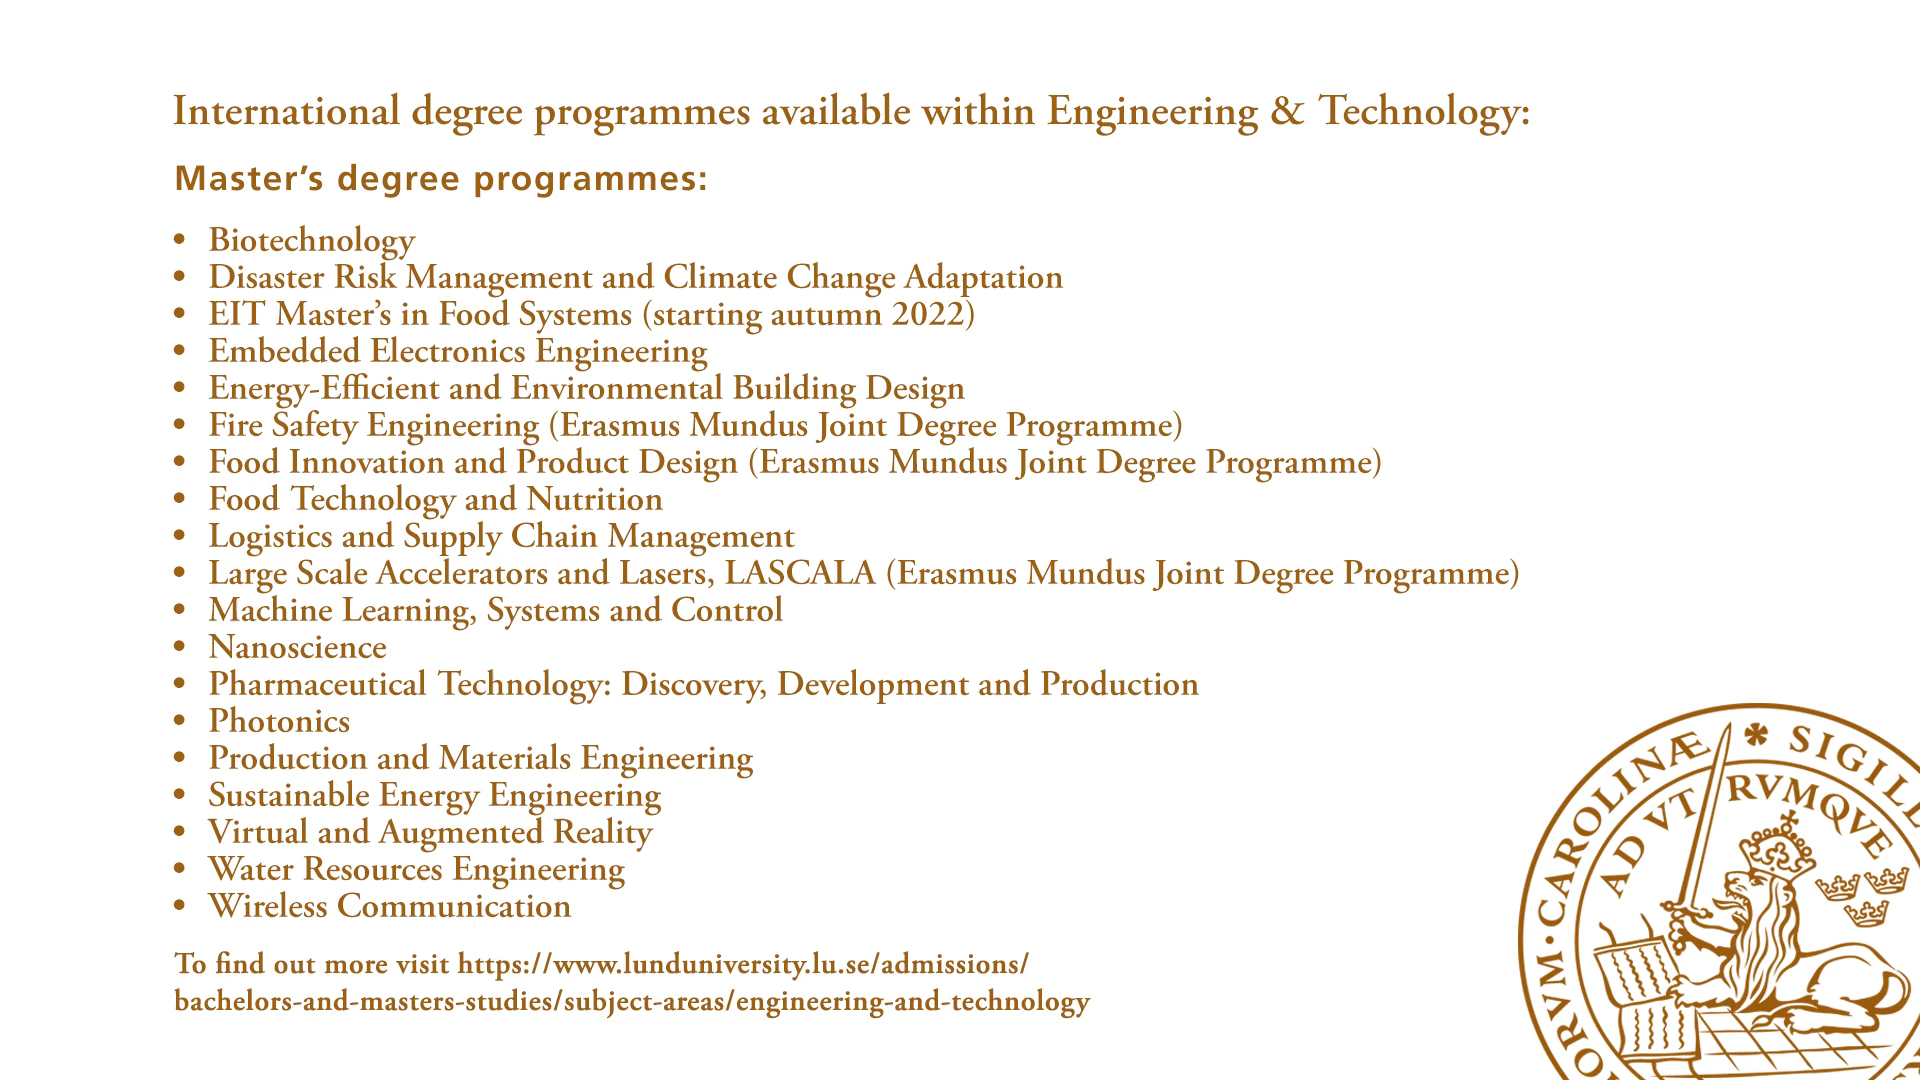 International degree programmes available within Engineering & Technology:
Master’s degree programmes:
• Biotechnology
• Disaster Risk Management and Climate Change Adaptation
• EIT Master’s in Food Systems (starting autumn 2022)
• Embedded Electronics Engineering
• Energy-Efficient and Environmental Building Design
• Fire Safety Engineering (Erasmus Mundus Joint Degree Programme)
• Food Innovation and Product Design (Erasmus Mundus Joint Degree Programme)
• Food Technology and Nutrition
• Logistics and Supply Chain Management
• Large Scale Accelerators and Lasers, LASCALA (Erasmus Mundus Joint Degree Programme)
• Machine Learning, Systems and Control
• Nanoscience
• Pharmaceutical Technology: Discovery, Development and Production
• Photonics
• Production and Materials Engineering
• Sustainable Energy Engineering
• Virtual and Augmented Reality
• Water Resources Engineering
• Wireless Communication
To find out more visit https://www.lunduniversity.lu.se/admissions/
bachelors-and-masters-studies/subject-areas/engineering-and-technology
ORVM · CAROLINÆ * SIGILL
AD VTRVMQVE